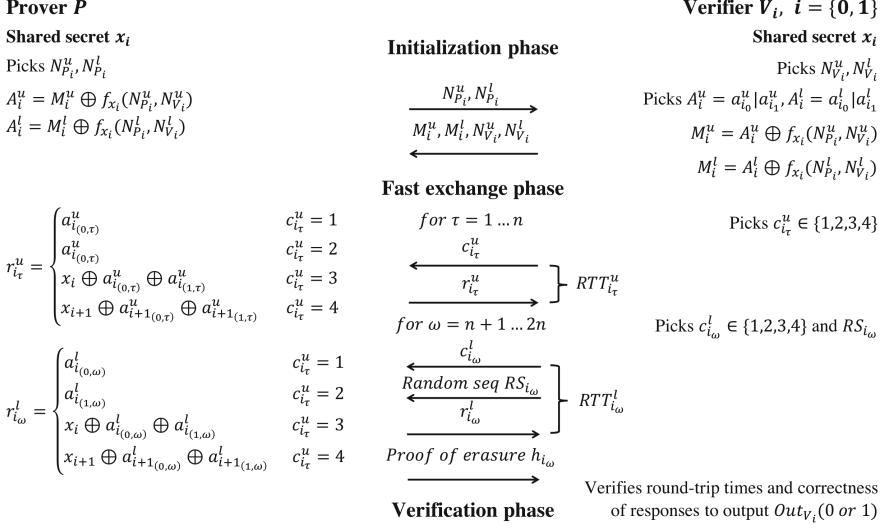 Prover P
Verifier V_i, i = {0, 1}
Shared secret x_i
Shared secret x_i
Initialization phase
Picks N^u_{P_i}, N^l_{P_i}
Picks N^u_{V_i}, N^l_{V_i}
A^u_i = M^u_i ⊕ f_{x_i}(N^u_{P_i}, N^u_{V_i})
N^u_{P_i}, N^l_{P_i}
Picks A^u_i = a^u_{i_0}|a^u_{i_1}, A^l_i = a^l_{i_0}|a^l_{i_1}
A^l_i = M^l_i ⊕ f_{x_i}(N^l_{P_i}, N^l_{V_i})
M^u_i, M^l_i, N^u_{V_i}, N^l_{V_i}
M^u_i = A^u_i ⊕ f_{x_i}(N^u_{P_i}, N^u_{V_i})
M^l_i = A^l_i ⊕ f_{x_i}(N^l_{P_i}, N^l_{V_i})
Fast exchange phase
r^u_{i_τ} = {
a^u_{i_{(0,τ)}} c^u_{i_τ} = 1
a^u_{i_{(0,τ)}} c^u_{i_τ} = 2
x_i ⊕ a^u_{i_{(0,τ)}} ⊕ a^u_{i_{(1,τ)}} c^u_{i_τ} = 3
x_{i+1} ⊕ a^u_{i+1_{(0,τ)}} ⊕ a^u_{i+1_{(1,τ)}} c^u_{i_τ} = 4
for τ = 1 … n
Picks c^u_{i_τ} ∈ {1,2,3,4}
c^u_{i_τ}
r^u_{i_τ}
RTT^u_{i_τ}
for ω = n + 1 … 2n
Picks c^l_{i_ω} ∈ {1,2,3,4} and RS_{i_ω}
r^l_{i_ω} = {
a^l_{i_{(0,ω)}} c^u_{i_τ} = 1
a^l_{i_{(1,ω)}} c^u_{i_τ} = 2
x_i ⊕ a^l_{i_{(0,ω)}} ⊕ a^l_{i_{(1,ω)}} c^u_{i_τ} = 3
x_{i+1} ⊕ a^l_{i+1_{(0,ω)}} ⊕ a^l_{i+1_{(1,ω)}} c^u_{i_τ} = 4
c^l_{i_ω}
Random seq RS_{i_ω}
r^l_{i_ω}
RTT^l_{i_ω}
Proof of erasure h_{i_ω}
Verification phase
Verifies round-trip times and correctness
of responses to output Out_{V_i}(0 or 1)